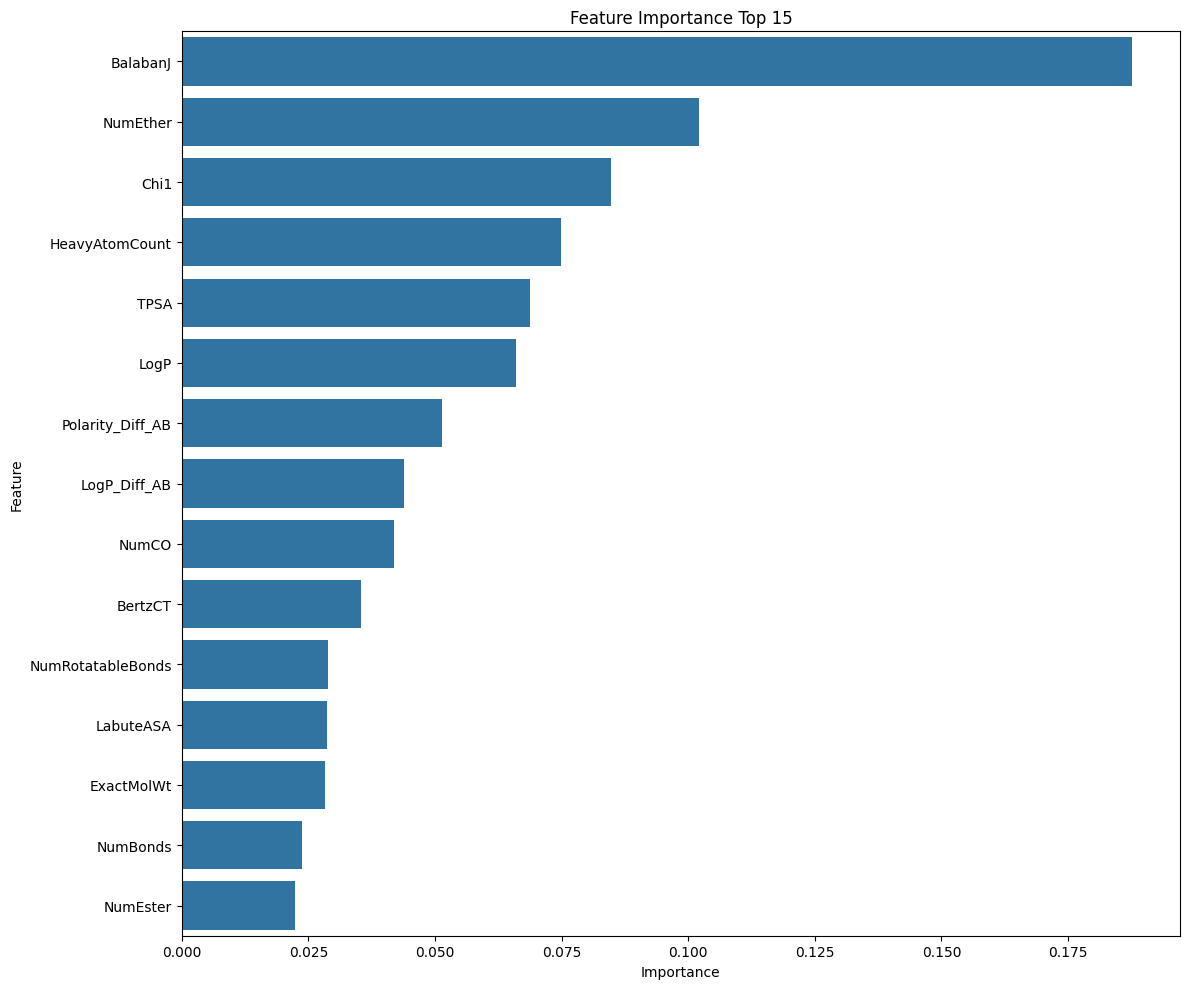 Feature Importance Top 15
BalabanJ
NumEther
Chi1
HeavyAtomCount
TPSA
LogP
Polarity_Diff_AB
LogP_Diff_AB
NumCO
BertzCT
NumRotatableBonds
LabuteASA
ExactMolWt
NumBonds
NumEster
Feature
0.000 0.025 0.050 0.075 0.100 0.125 0.150 0.175
Importance